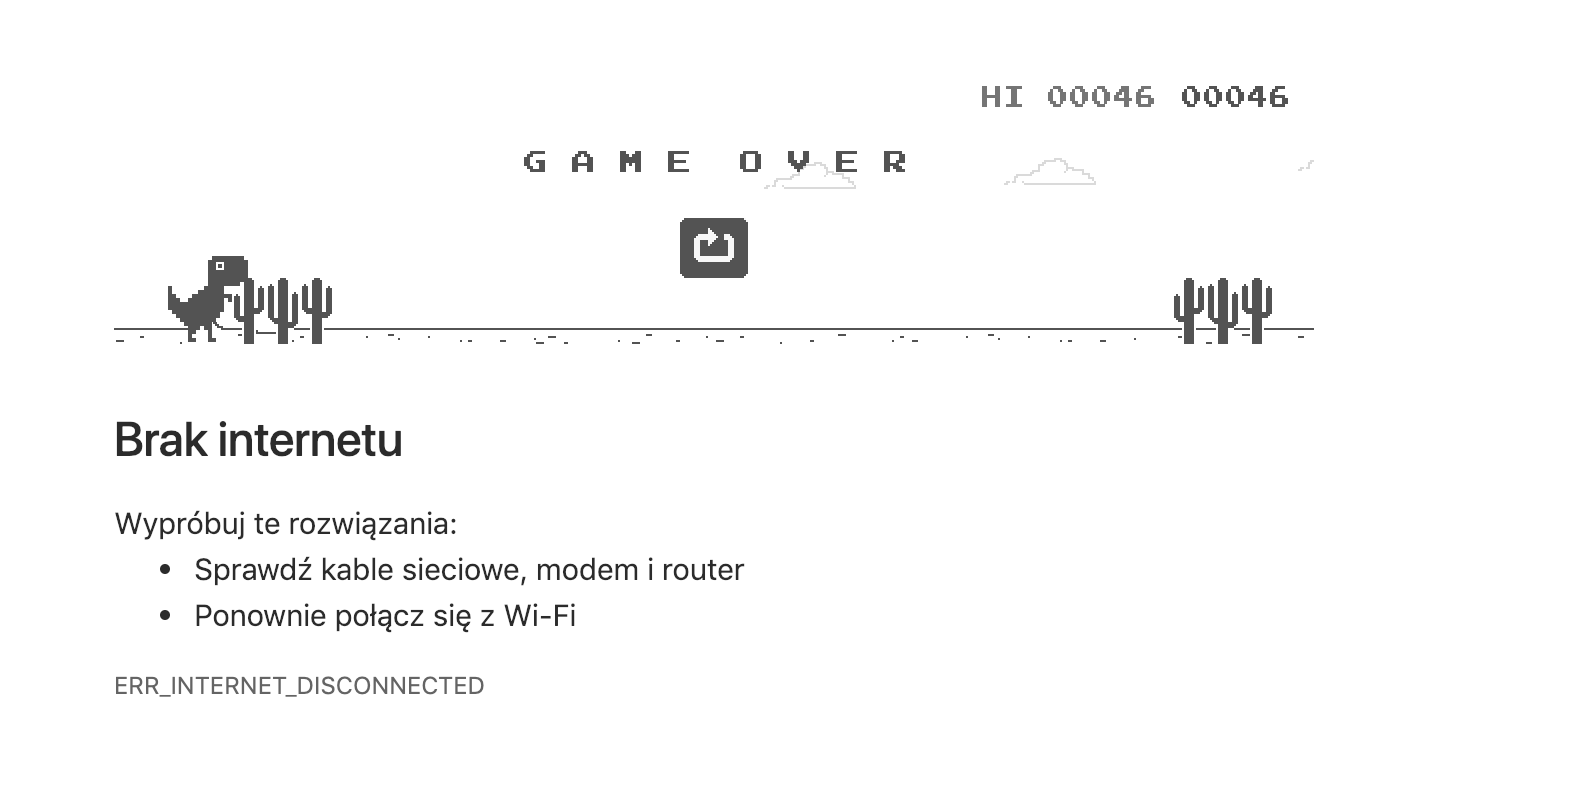 HI 00046 00046
GAME OVER
Brak internetu
Wypróbuj te rozwiązania:
• Sprawdź kable sieciowe, modem i router
• Ponownie połącz się z Wi-Fi
ERR_INTERNET_DISCONNECTED